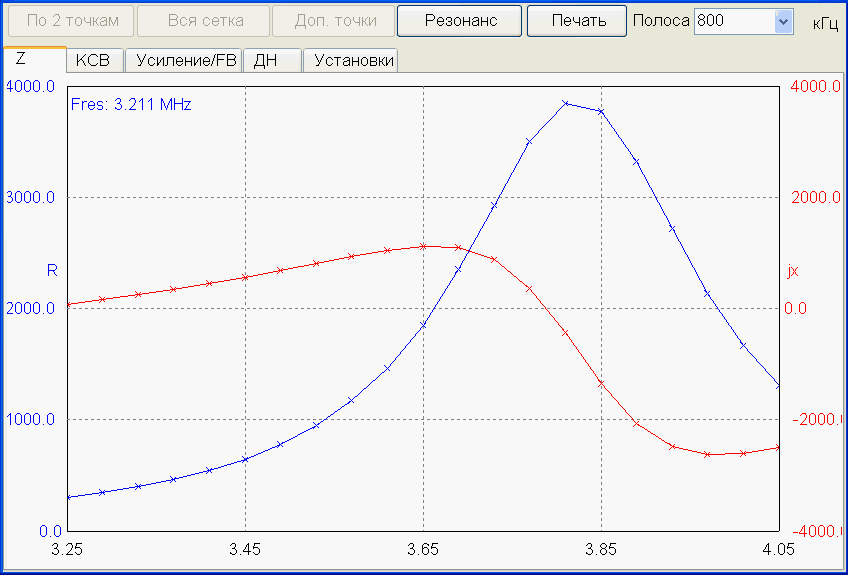 По 2 точкам Вся сетка Доп. точки Резонанс Печать Полоса 800 кГц
Z КСВ Усиление/FB ДН Установки
4000.0 4000.0
Fres: 3.211 MHz
3000.0 2000.0
R jx
2000.0 0.0
1000.0 -2000.0
0.0 -4000.0
3.25 3.45 3.65 3.85 4.05